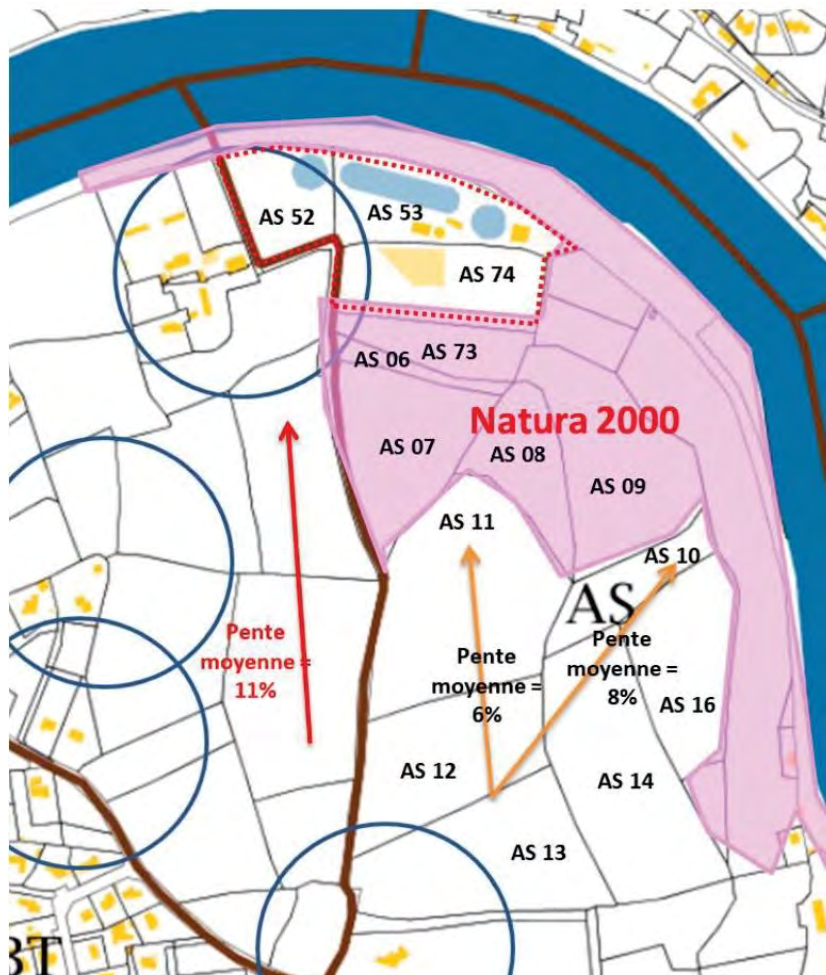 AS 52
AS 53
AS 74
AS 06
AS 73
Natura 2000
AS 07
AS 08
AS 09
AS 11
AS 10
AS
Pente
moyenne =
11%
Pente
moyenne =
6%
Pente
moyenne =
8%
AS 16
AS 12
AS 14
AS 13
BT